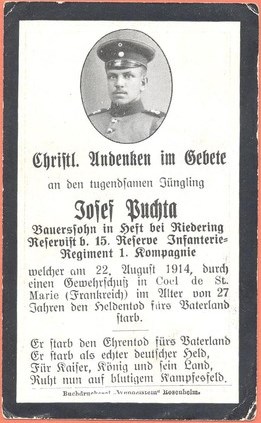 Christl. Andenken im Gebete
an den tugendsamen Jüngling
Josef Puchta
Bauerssohn in Heft bei Riedering
Reservist b. 15. Reserve Infanterie-
Regiment 1. Kompagnie
welcher am 22. August 1914, durch
einen Gewehrschuß in Coel de St.
Marie (Frankreich) im Alter von 27
Jahren den Heldentod fürs Vaterland
starb.
Er starb den Ehrentod fürs Vaterland
Er starb als echter deutscher Held,
Für Kaiser, König und sein Land,
Ruht nun auf blutigem Kampfesfeld.
Rosenheim.